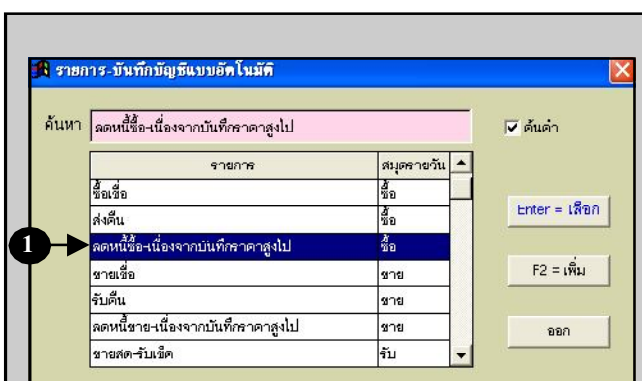 รายการ-บันทึกบัญชีแบบอัตโนมัติ
ค้นหา ลดหนี้ซื้อ-เนื่องจากบันทึกราคาสูงไป ค้นคำ
รายการ สมุดรายวัน
ซื้อเชื่อ ซื้อ
ส่งคืน ซื้อ
Enter = เลือก
1 ลดหนี้ซื้อ-เนื่องจากบันทึกราคาสูงไป ซื้อ
ขายเชื่อ ขาย
F2 = เพิ่ม
รับคืน ขาย
ลดหนี้ขาย-เนื่องจากบันทึกราคาสูงไป ขาย
ออก
ขายสด-รับเช็ค รับ